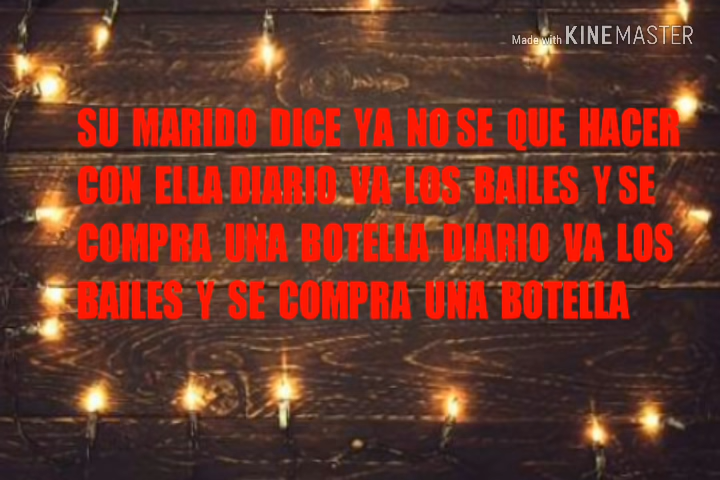 Made with KINEMASTER
SU MARIDO DICE YA NO SE QUE HACER
CON ELLA DIARIO VA LOS BAILES Y SE
COMPRA UNA BOTELLA DIARIO VA LOS
BAILES Y SE COMPRA UNA BOTELLA